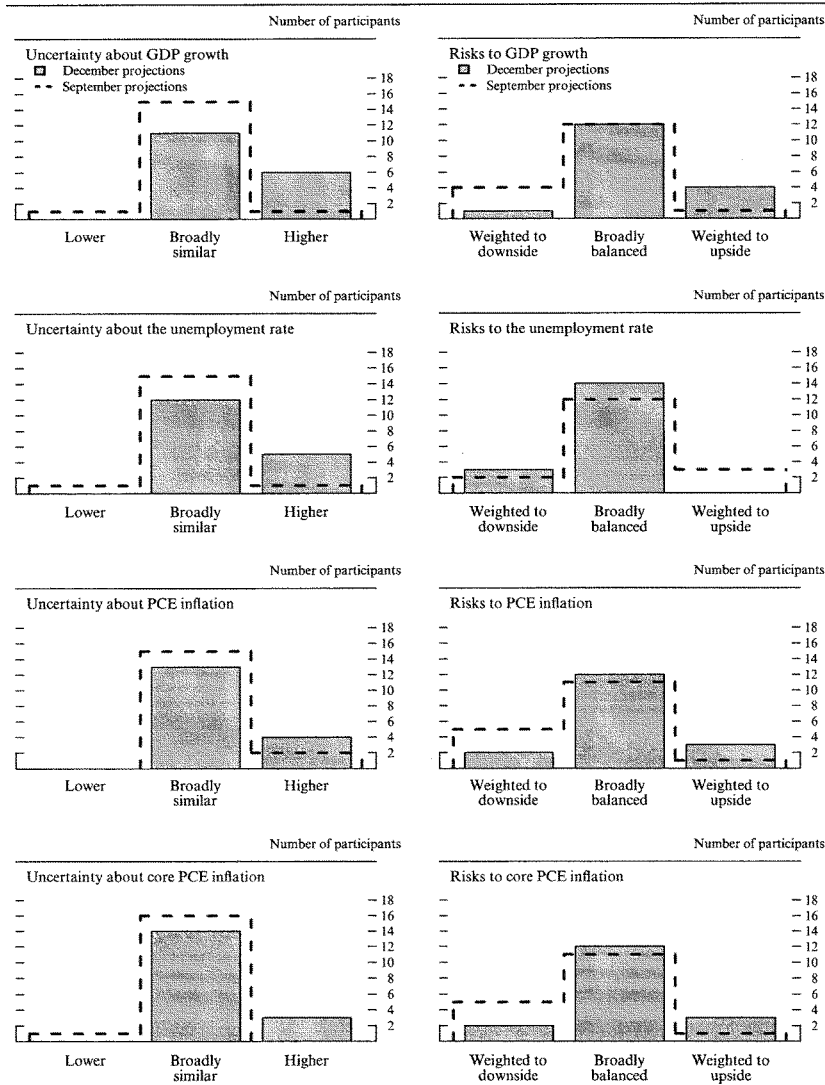 Number of participants
Uncertainty about GDP growth
December projections
September projections
18
16
14
12
10
8
6
4
2
Lower
Broadly
similar
Higher
Number of participants
Risks to GDP growth
December projections
September projections
18
16
14
12
10
8
6
4
2
Weighted to
downside
Broadly
balanced
Weighted to
upside
Number of participants
Uncertainty about the unemployment rate
18
16
14
12
10
8
6
4
2
Lower
Broadly
similar
Higher
Number of participants
Risks to the unemployment rate
18
16
14
12
10
8
6
4
2
Weighted to
downside
Broadly
balanced
Weighted to
upside
Number of participants
Uncertainty about PCE inflation
18
16
14
12
10
8
6
4
2
Lower
Broadly
similar
Higher
Number of participants
Risks to PCE inflation
18
16
14
12
10
8
6
4
2
Weighted to
downside
Broadly
balanced
Weighted to
upside
Number of participants
Uncertainty about core PCE inflation
18
16
14
12
10
8
6
4
2
Lower
Broadly
similar
Higher
Number of participants
Risks to core PCE inflation
18
16
14
12
10
8
6
4
2
Weighted to
downside
Broadly
balanced
Weighted to
upside